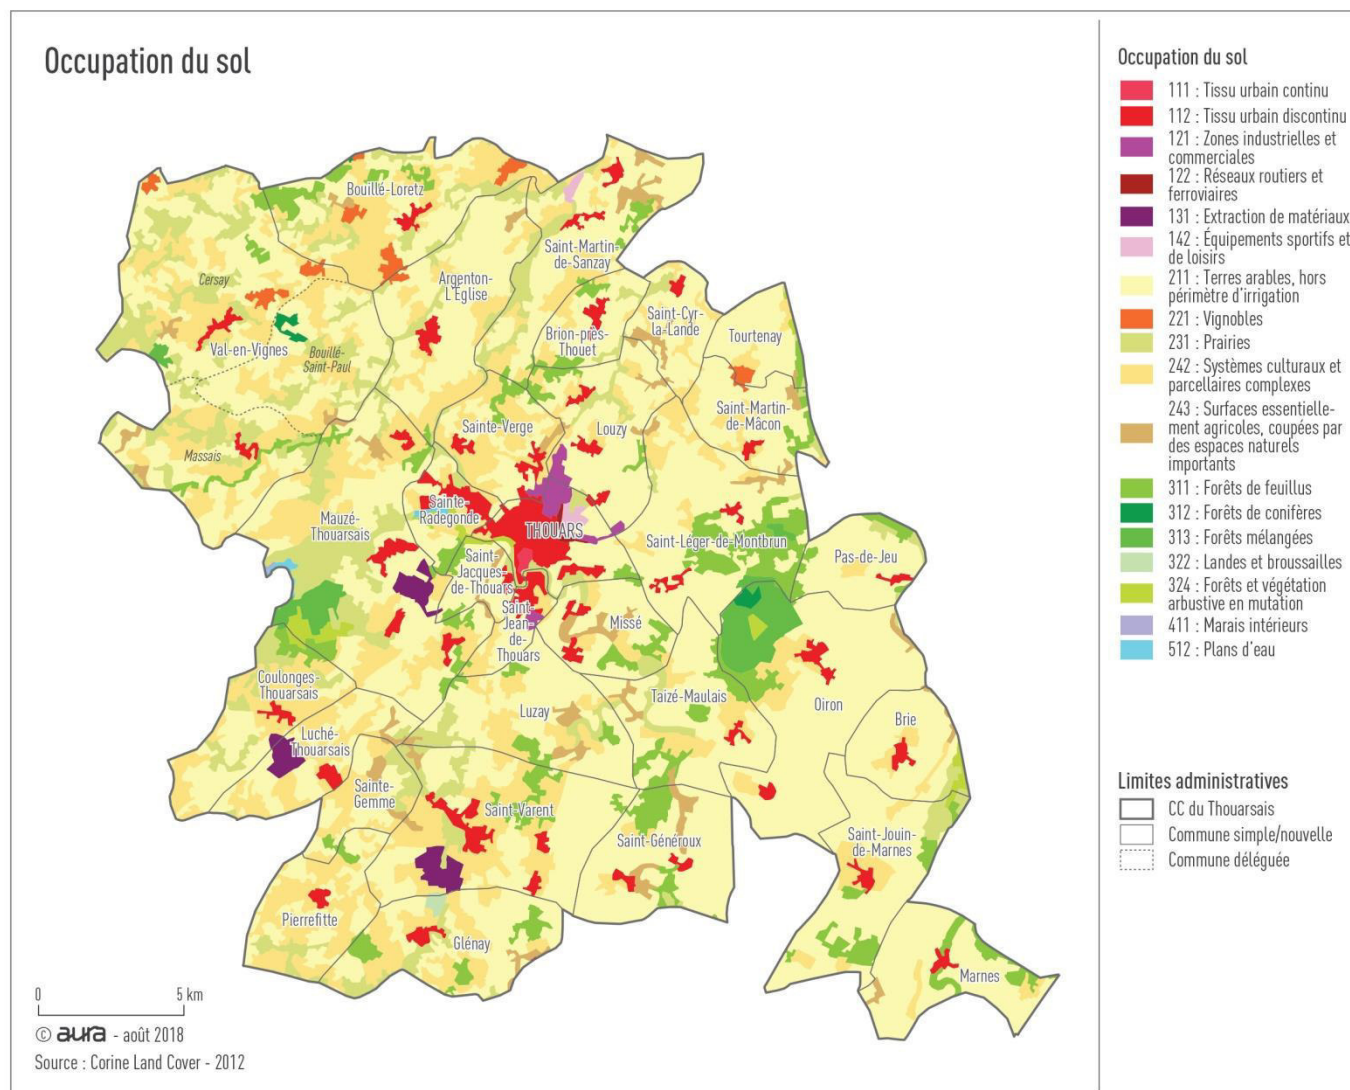 Occupation du sol
Bouillé-Loretz
Saint-Martin-
de-Sanzay
Cersay
Argenton-
L'Église
Saint-Cyr-
la-Lande
Brion-près-
Thouet
Tourtenay
Val-en-Vignes
Bouillé-
Saint-Paul
Saint-Martin-
de-Mâcon
Sainte-Verge
Louzy
Massais
Mauzé-
Thouarsais
Sainte-
Radegonde
THOUARS
Saint-Léger-de-Montbrun
Pas-de-Jeu
Saint-
Jacques-
de-Thouars
Saint-
Jean-
de-
Thouars
Missé
Coulonges-
Thouarsais
Taizé-Maulais
Oiron
Luzay
Brie
Luché-
Thouarsais
Sainte-
Gemme
Saint-Varent
Saint-Généroux
Saint-Jouin-
de-Marnes
Pierrefitte
Glénay
Marnes
0 5 km
© aura - août 2018
Source : Corine Land Cover - 2012
Occupation du sol
111 : Tissu urbain continu
112 : Tissu urbain discontinu
121 : Zones industrielles et
commerciales
122 : Réseaux routiers et
ferroviaires
131 : Extraction de matériaux
142 : Équipements sportifs et
de loisirs
211 : Terres arables, hors
périmètre d'irrigation
221 : Vignobles
231 : Prairies
242 : Systèmes culturaux et
parcellaires complexes
243 : Surfaces essentielle-
ment agricoles, coupées par
des espaces naturels
importants
311 : Forêts de feuillus
312 : Forêts de conifères
313 : Forêts mélangées
322 : Landes et broussailles
324 : Forêts et végétation
arbustive en mutation
411 : Marais intérieurs
512 : Plans d'eau
Limites administratives
CC du Thouarsais
Commune simple/nouvelle
Commune déléguée